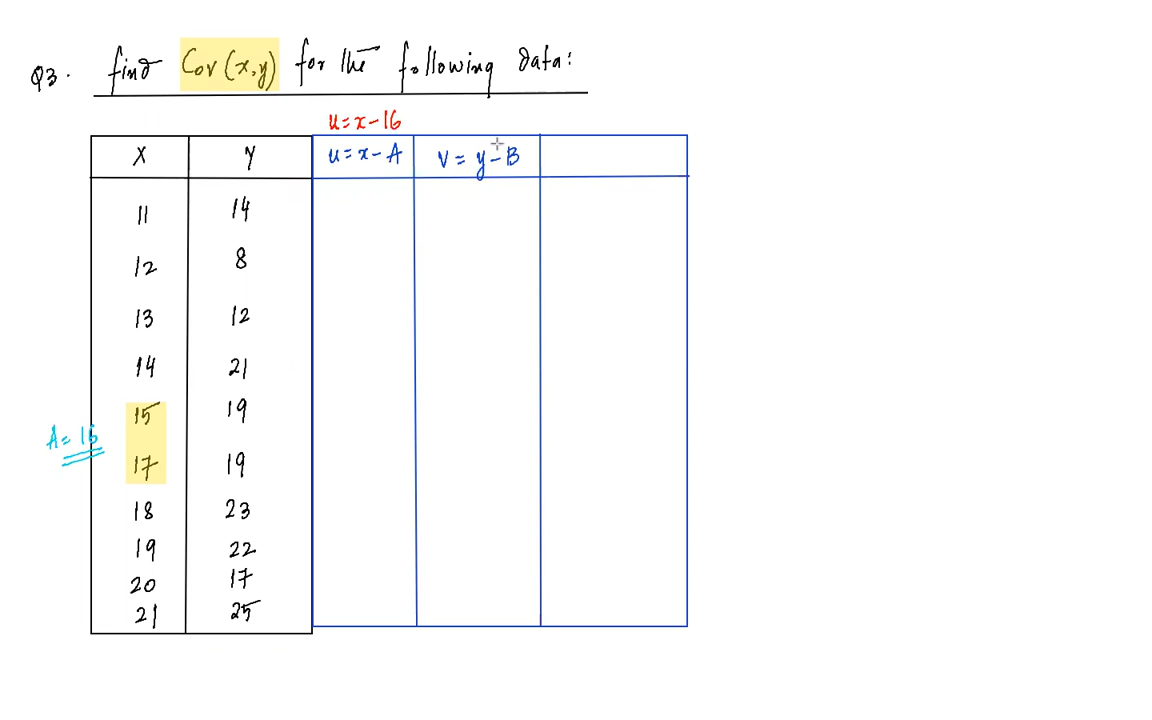 Q3. find Cov(x,y) for the following data:
u=x-16
X Y u=x-A v=y-B
11 14
12 8
13 12
14 21
15 19
A=16
17 19
18 23
19 22
20 17
21 25